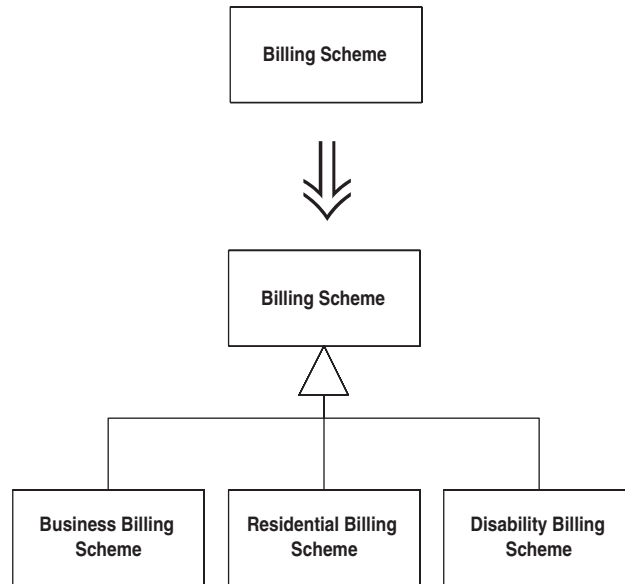 Billing Scheme
Billing Scheme
Business Billing
Scheme
Residential Billing
Scheme
Disability Billing
Scheme